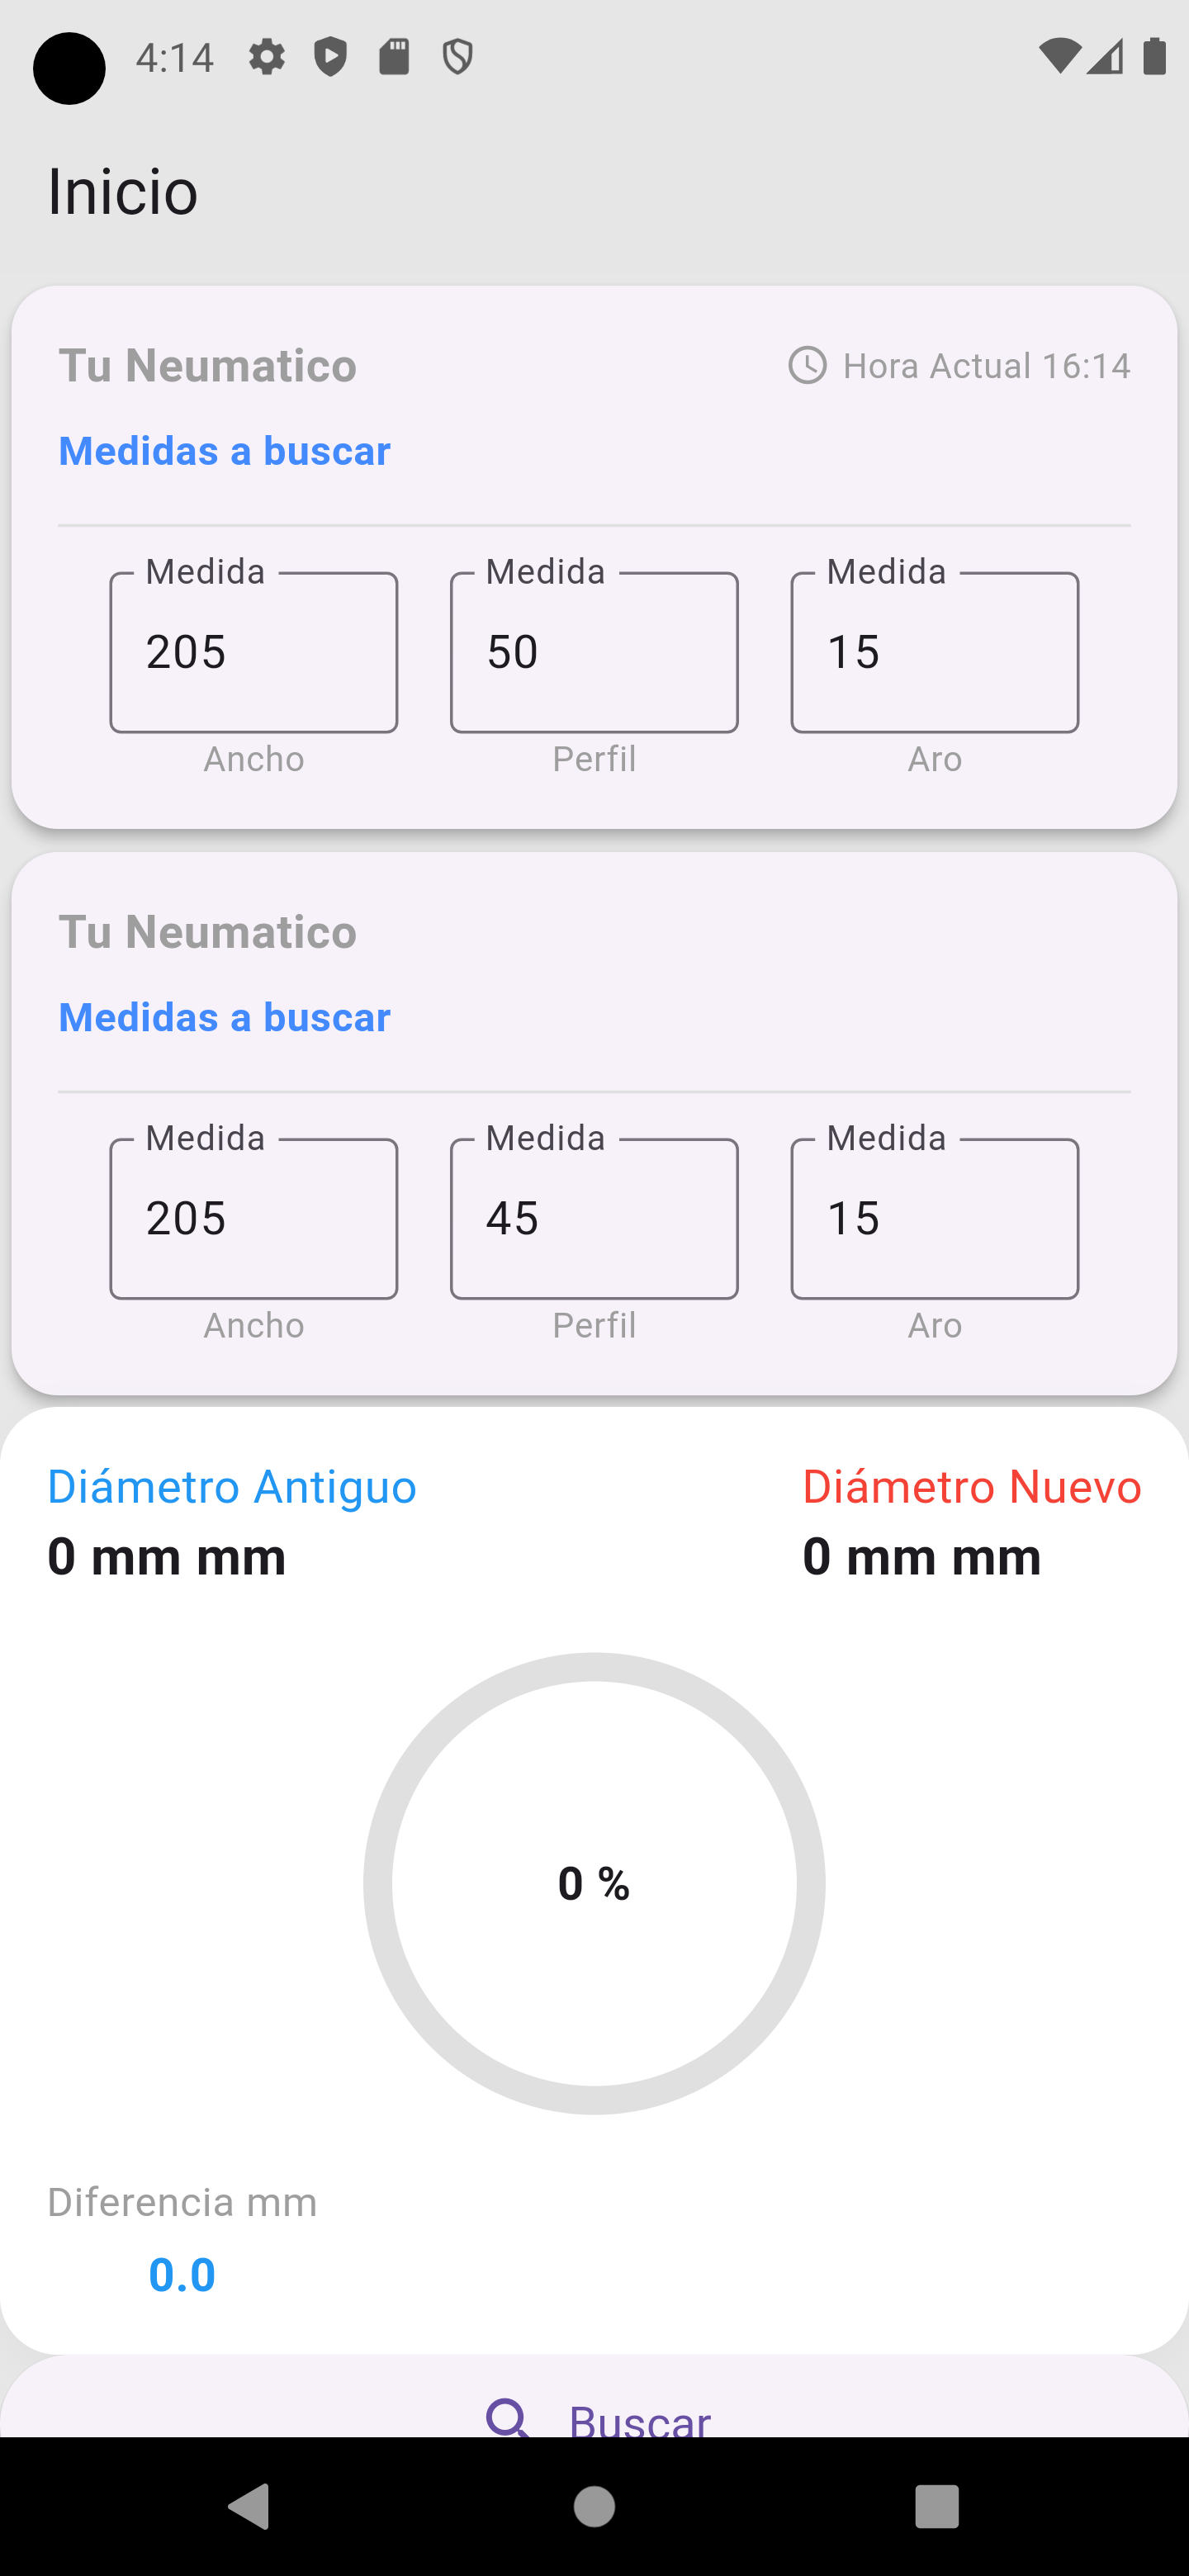 4:14
Inicio
Tu Neumatico
Hora Actual 16:14
Medidas a buscar
Medida Medida Medida
205 50 15
Ancho Perfil Aro
Tu Neumatico
Medidas a buscar
Medida Medida Medida
205 45 15
Ancho Perfil Aro
Diámetro Antiguo Diámetro Nuevo
0 mm mm 0 mm mm
0 %
Diferencia mm
0.0
Buscar